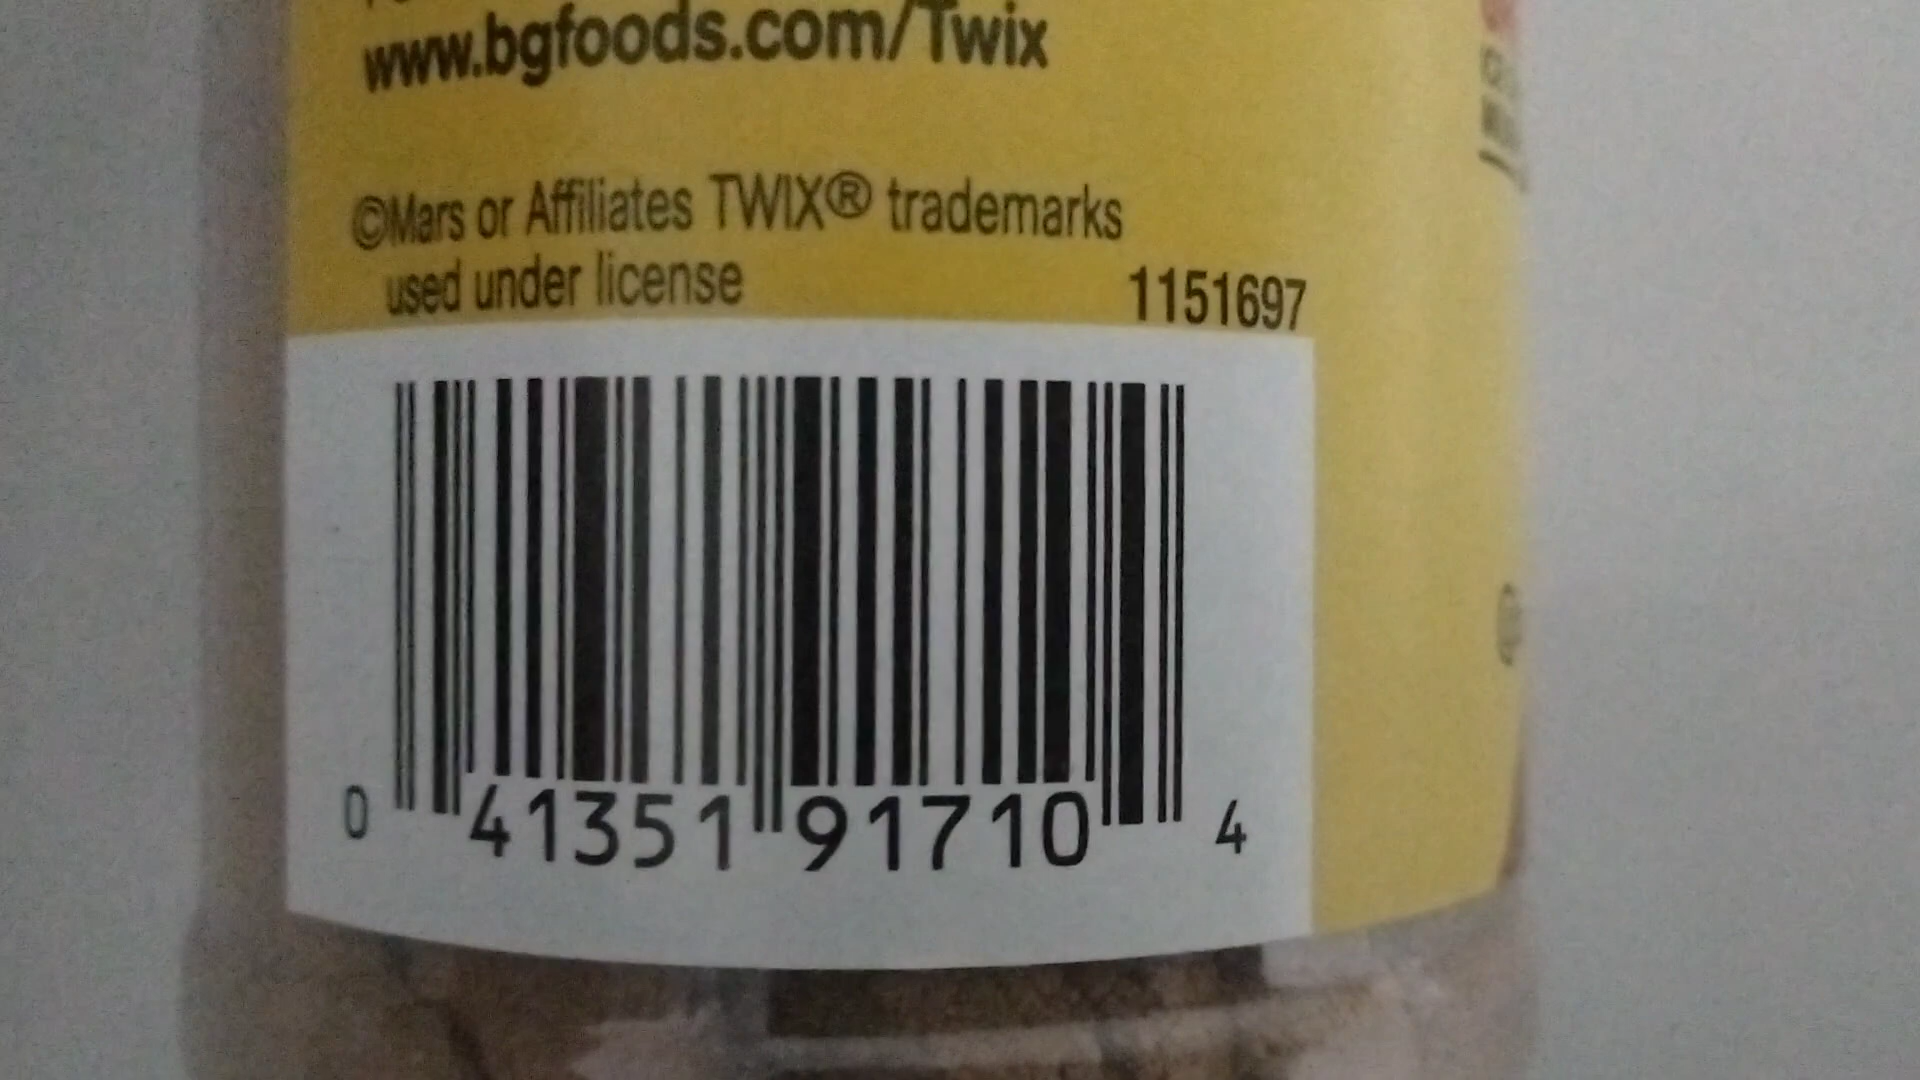 www.bgfoods.com/Twix
©Mars or Affiliates TWIX® trademarks
used under license
1151697
0 41351 91710 4